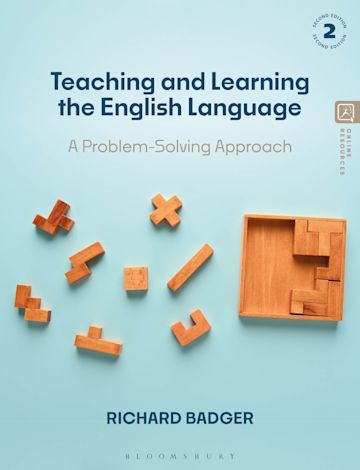 SECOND EDITION
2
SECOND EDITION
Teaching and Learning
the English Language
A Problem-Solving Approach
ONLINE
RESOURCES
RICHARD BADGER
BLOOMSBURY